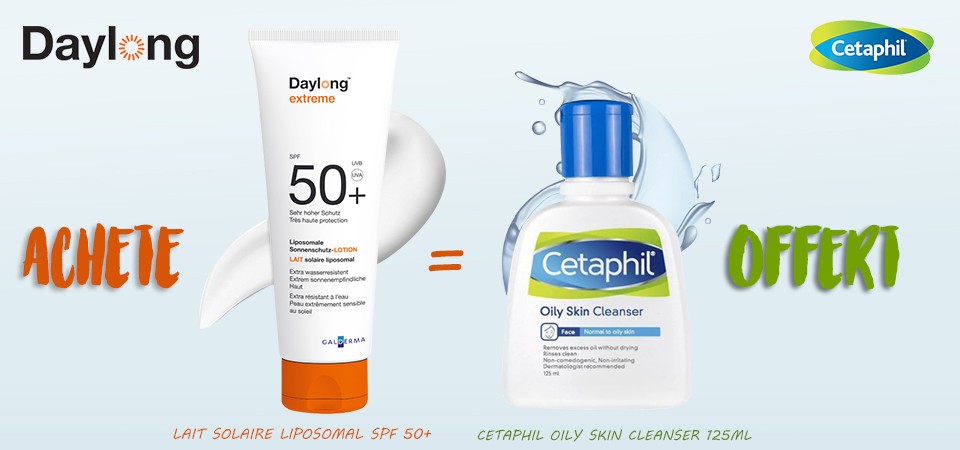 Daylong
Cetaphil
ACHETE
Daylong™
extreme
SPF
UVB
UVA
50+
Sehr hoher Schutz
Très haute protection
Liposomale
Sonnenschutz-LOTION
LAIT solaire liposomal
Extra wasserresistent
Extrem sonnenempfindliche
Haut
Extra résistant à l'eau
Peau extrêmement sensible
au soleil
GALDERMA
=
Cetaphil
Oily Skin Cleanser
Face Normal to oily skin
Removes excess oil without drying
Rinses clean
Non-comedogenic, Non-irritating
Dermatologist recommended
125 ml
OFFERT
LAIT SOLAIRE LIPOSOMAL SPF 50+
CETAPHIL OILY SKIN CLEANSER 125ML